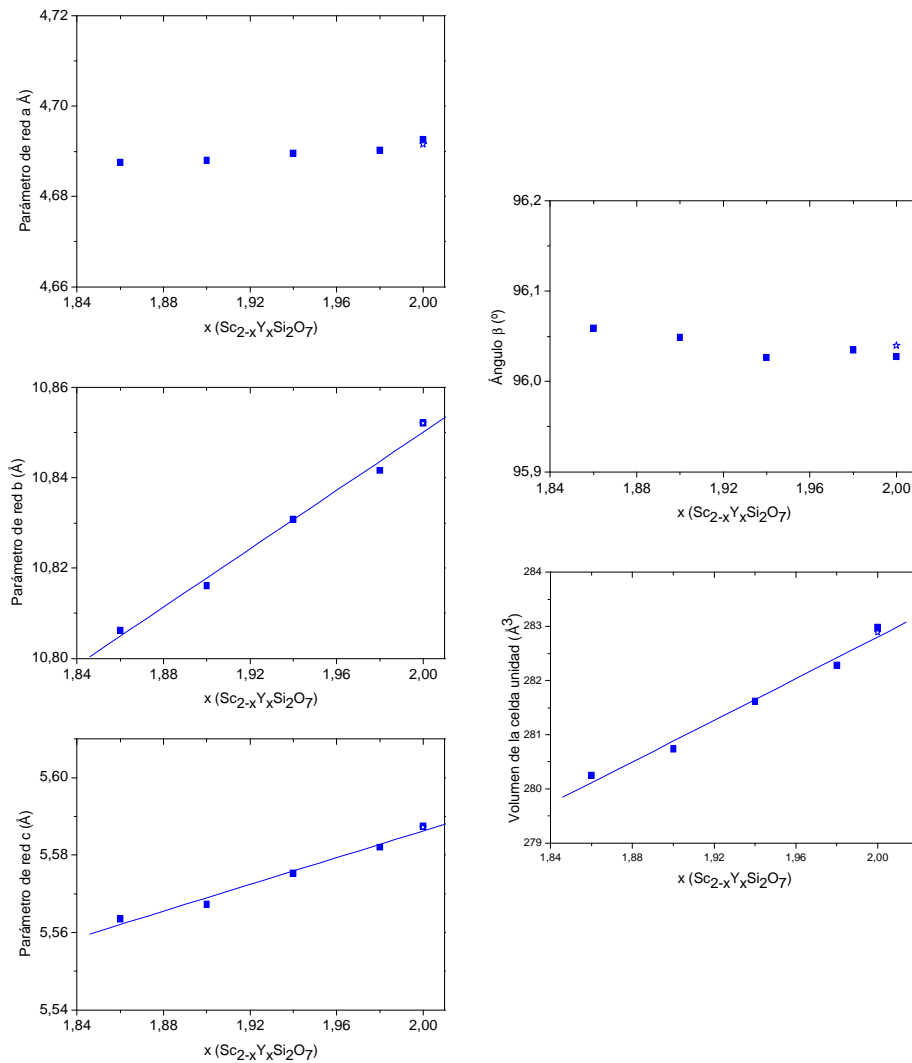 4,72
4,70
4,68
4,66
Parámetro de red a Å)
1,84 1,88 1,92 1,96 2,00
x (Sc2-xYxSi2O7)
10,86
10,84
10,82
10,80
Parámetro de red b (Å)
1,84 1,88 1,92 1,96 2,00
x (Sc2-xYxSi2O7)
5,60
5,58
5,56
5,54
Parámetro de red c (Å)
1,84 1,88 1,92 1,96 2,00
x (Sc2-xYxSi2O7)
96,2
96,1
96,0
95,9
Ángulo β (º)
1,84 1,88 1,92 1,96 2,00
x (Sc2-xYxSi2O7)
284
283
282
281
280
279
Volumen de la celda unidad (Å3)
1,84 1,88 1,92 1,96 2,00
x (Sc2-xYxSi2O7)